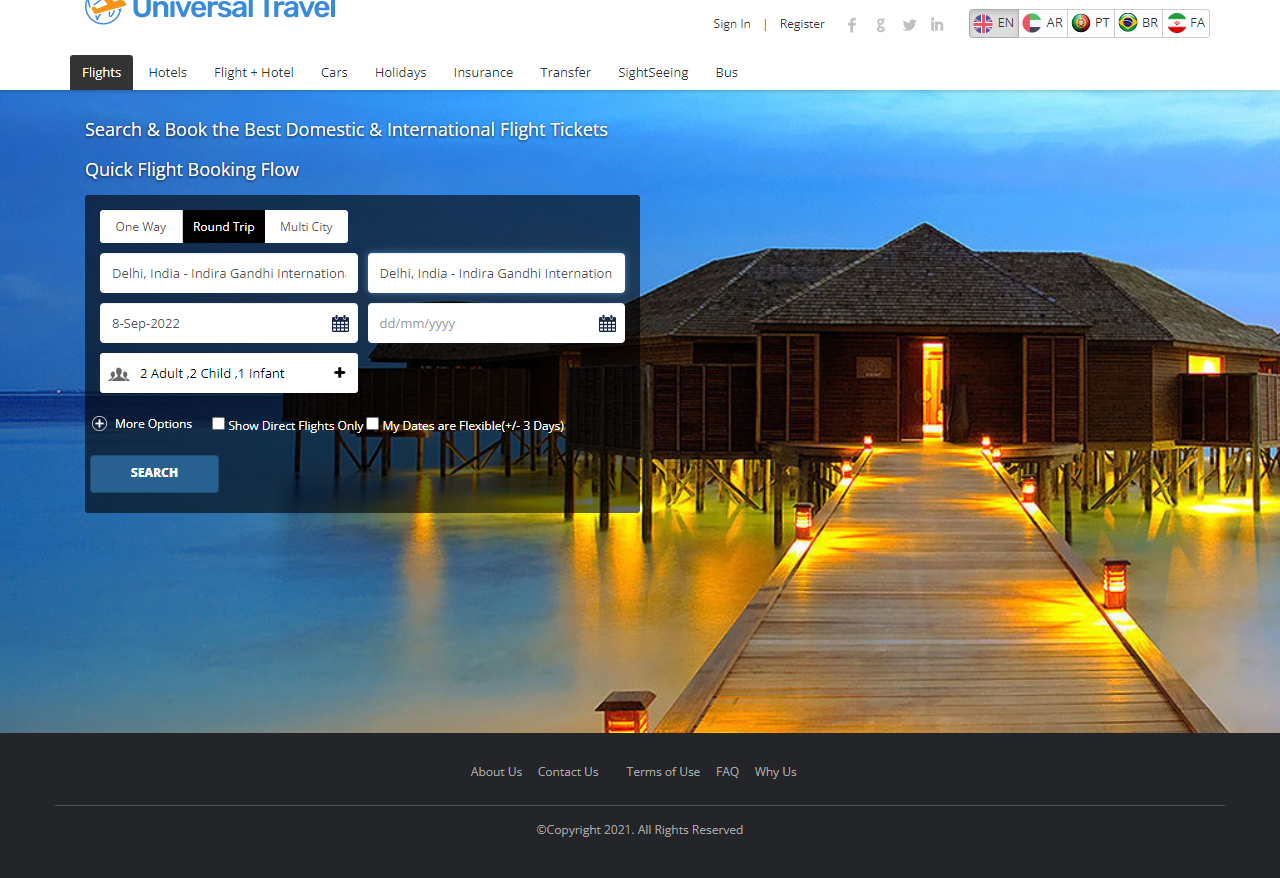 Universal Travel
Sign In | Register
EN AR PT BR FA
Flights Hotels Flight + Hotel Cars Holidays Insurance Transfer SightSeeing Bus
Search & Book the Best Domestic & International Flight Tickets
Quick Flight Booking Flow
One Way Round Trip Multi City
Delhi, India - Indira Gandhi Internation Delhi, India - Indira Gandhi Internation
8-Sep-2022 dd/mm/yyyy
2 Adult ,2 Child ,1 Infant
More Options Show Direct Flights Only My Dates are Flexible(+/- 3 Days)
SEARCH
About Us Contact Us Terms of Use FAQ Why Us
©Copyright 2021. All Rights Reserved